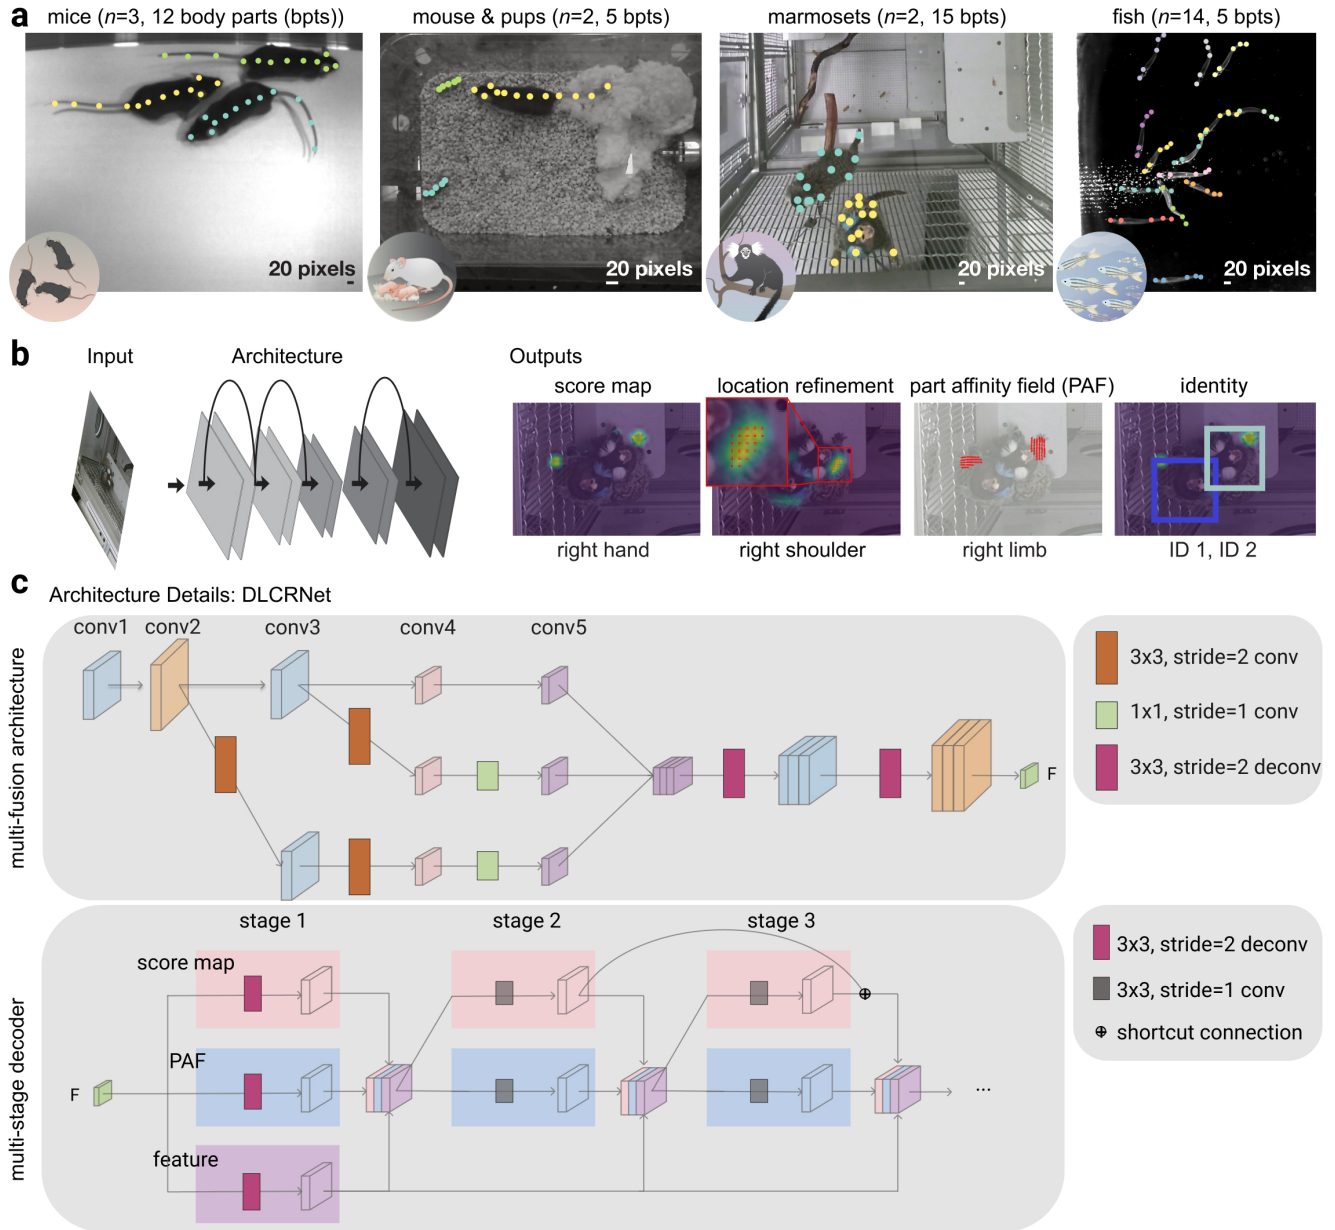 a
mice (n=3, 12 body parts (bpts))
mouse & pups (n=2, 5 bpts)
marmosets (n=2, 15 bpts)
fish (n=14, 5 bpts)
20 pixels
20 pixels
20 pixels
20 pixels
b
Input
Architecture
Outputs
score map
location refinement
part affinity field (PAF)
identity
right hand
right shoulder
right limb
ID 1, ID 2
c
Architecture Details: DLCRNet
multi-fusion architecture
conv1
conv2
conv3
conv4
conv5
F
3x3, stride=2 conv
1x1, stride=1 conv
3x3, stride=2 deconv
multi-stage decoder
stage 1
stage 2
stage 3
score map
PAF
F
feature
...
3x3, stride=2 deconv
3x3, stride=1 conv
shortcut connection